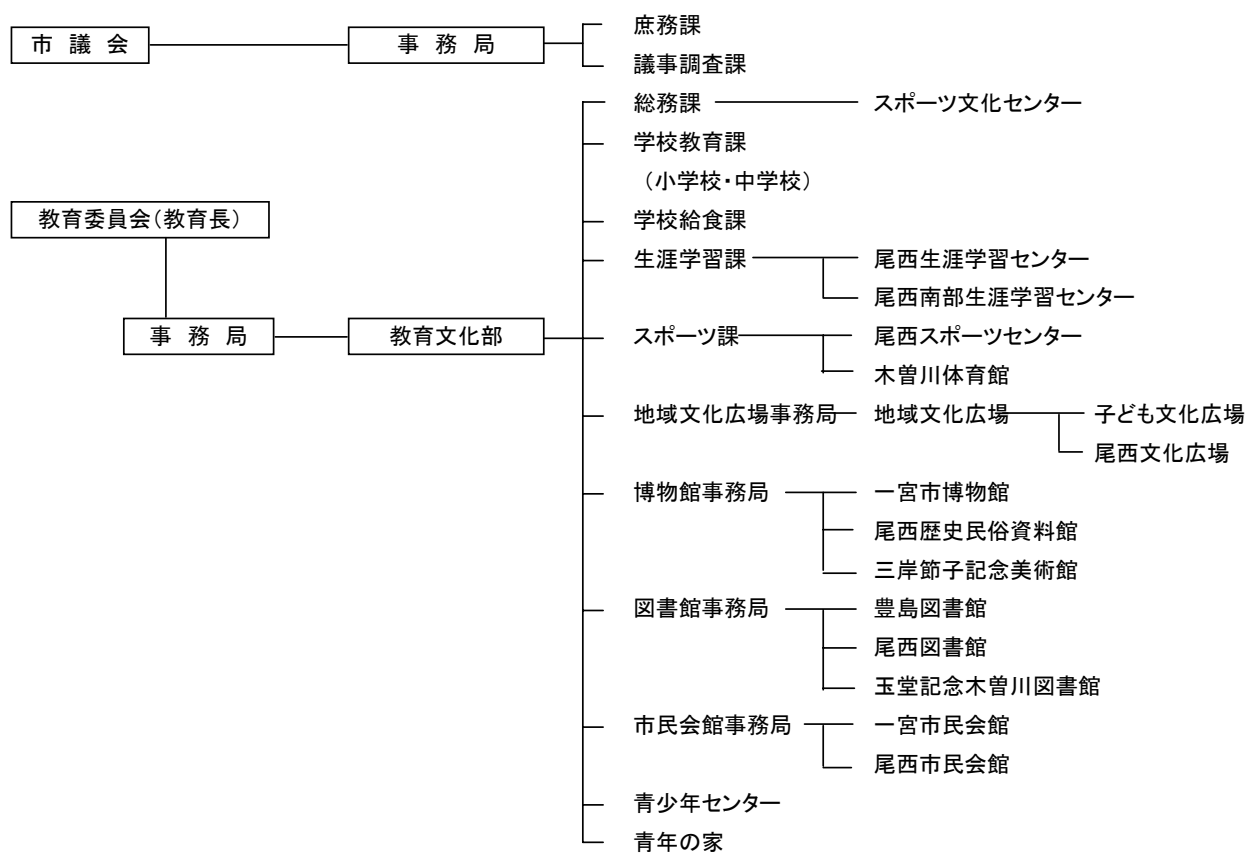 庶務課
市 議 会 事 務 局
議事調査課
総務課 スポーツ文化センター
学校教育課
（小学校・中学校）
教育委員会（教育長） 学校給食課
生涯学習課 尾西生涯学習センター
尾西南部生涯学習センター
事 務 局 教育文化部 スポーツ課 尾西スポーツセンター
木曽川体育館
地域文化広場事務局 地域文化広場 子ども文化広場
尾西文化広場
博物館事務局 一宮市博物館
尾西歴史民俗資料館
三岸節子記念美術館
図書館事務局 豊島図書館
尾西図書館
玉堂記念木曽川図書館
市民会館事務局 一宮市民会館
尾西市民会館
青少年センター
青年の家